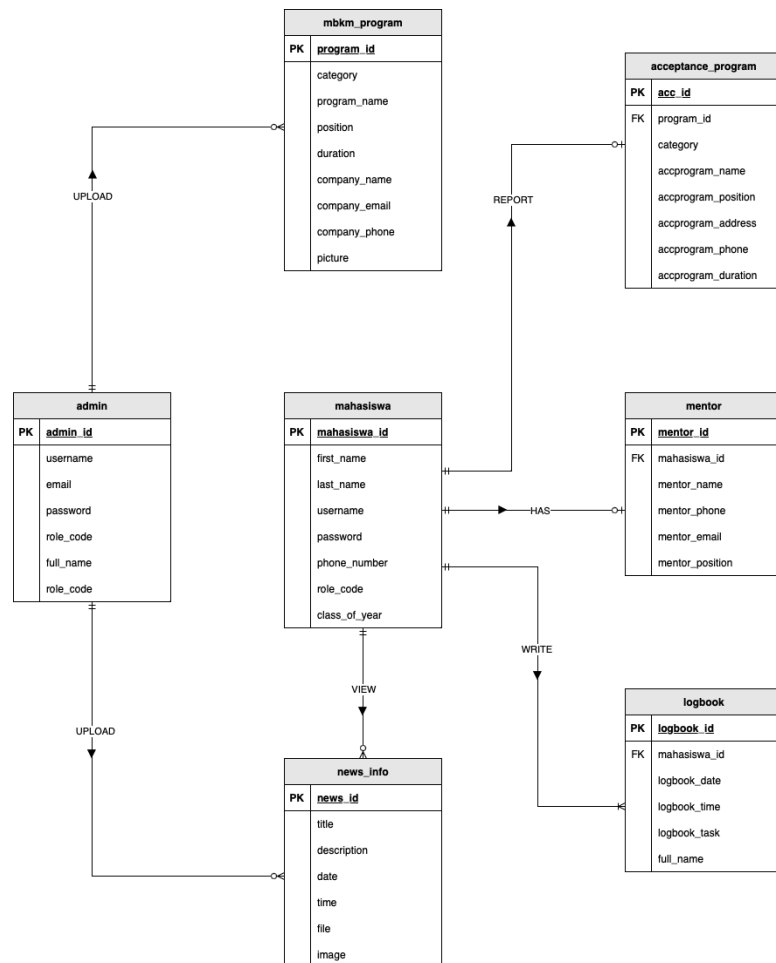 mbkm_program
PK program_id
category
program_name
position
duration
company_name
company_email
company_phone
picture
acceptance_program
PK acc_id
FK program_id
category
accprogram_name
accprogram_position
accprogram_address
accprogram_phone
accprogram_duration
UPLOAD
REPORT
admin
PK admin_id
username
email
password
role_code
full_name
role_code
mahasiswa
PK mahasiswa_id
first_name
last_name
username
password
phone_number
role_code
class_of_year
mentor
PK mentor_id
FK mahasiswa_id
mentor_name
mentor_phone
mentor_email
mentor_position
HAS
WRITE
VIEW
UPLOAD
logbook
PK logbook_id
FK mahasiswa_id
logbook_date
logbook_time
logbook_task
full_name
news_info
PK news_id
title
description
date
time
file
image